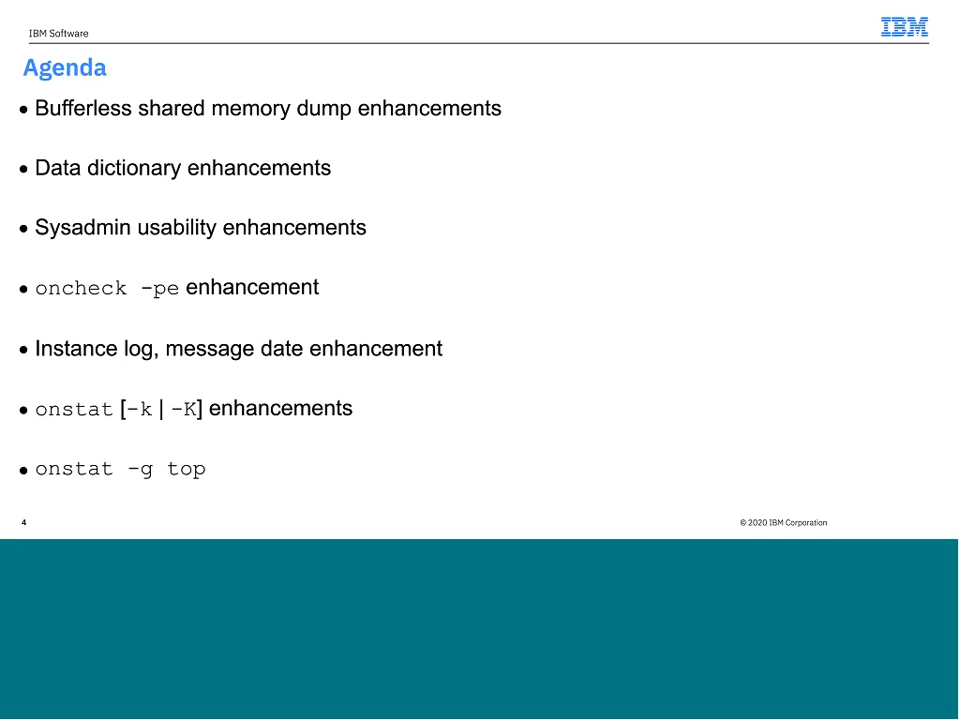 IBM Software
IBM
Agenda
• Bufferless shared memory dump enhancements
• Data dictionary enhancements
• Sysadmin usability enhancements
• oncheck -pe enhancement
• Instance log, message date enhancement
• onstat [-k | -K] enhancements
• onstat -g top
4
© 2020 IBM Corporation